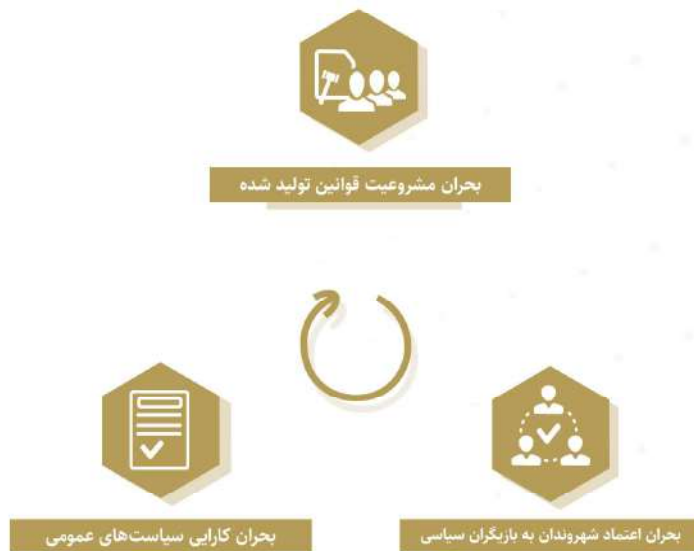 بحران مشروعیت قوانین تولید شده
بحران اعتماد شهروندان به بازیگران سیاسی
بحران کارایی سیاست‌های عمومی